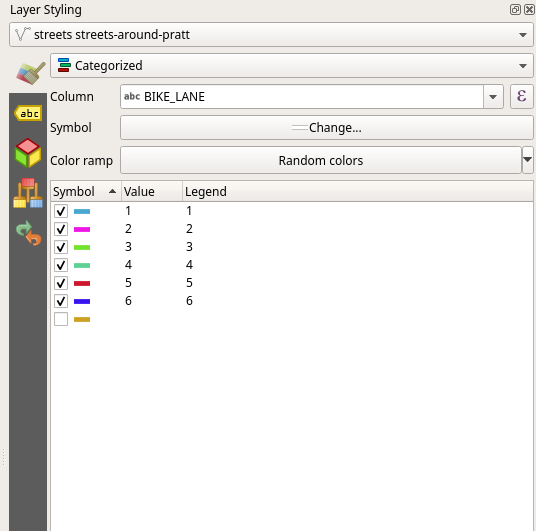 Layer Styling
streets streets-around-pratt
Categorized
abc
Column abc BIKE_LANE ε
Symbol Change...
Color ramp Random colors
Symbol Value Legend
1 1
2 2
3 3
4 4
5 5
6 6